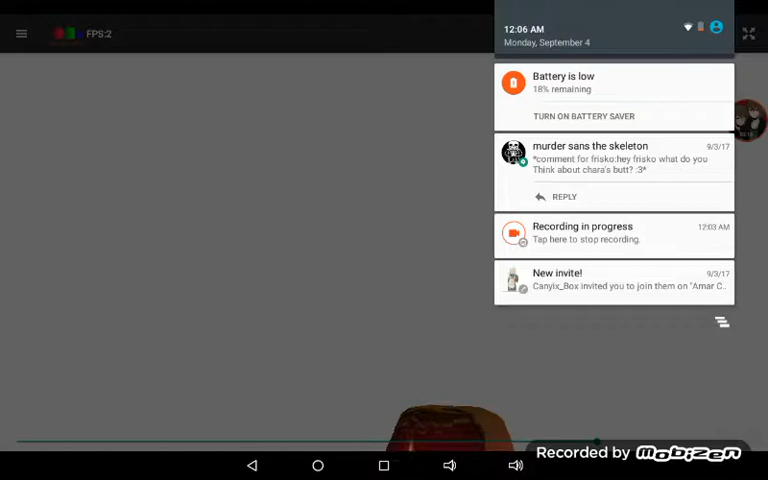 FPS:2
12:06 AM
Monday, September 4
Battery is low
18% remaining
TURN ON BATTERY SAVER
murder sans the skeleton 9/3/17
*comment for frisko:hey frisko what do you
Think about chara's butt? :3*
REPLY
Recording in progress 12:03 AM
Tap here to stop recording.
New invite! 9/3/17
Canyix_Box invited you to join them on "Amar C..
Recorded by mobizen